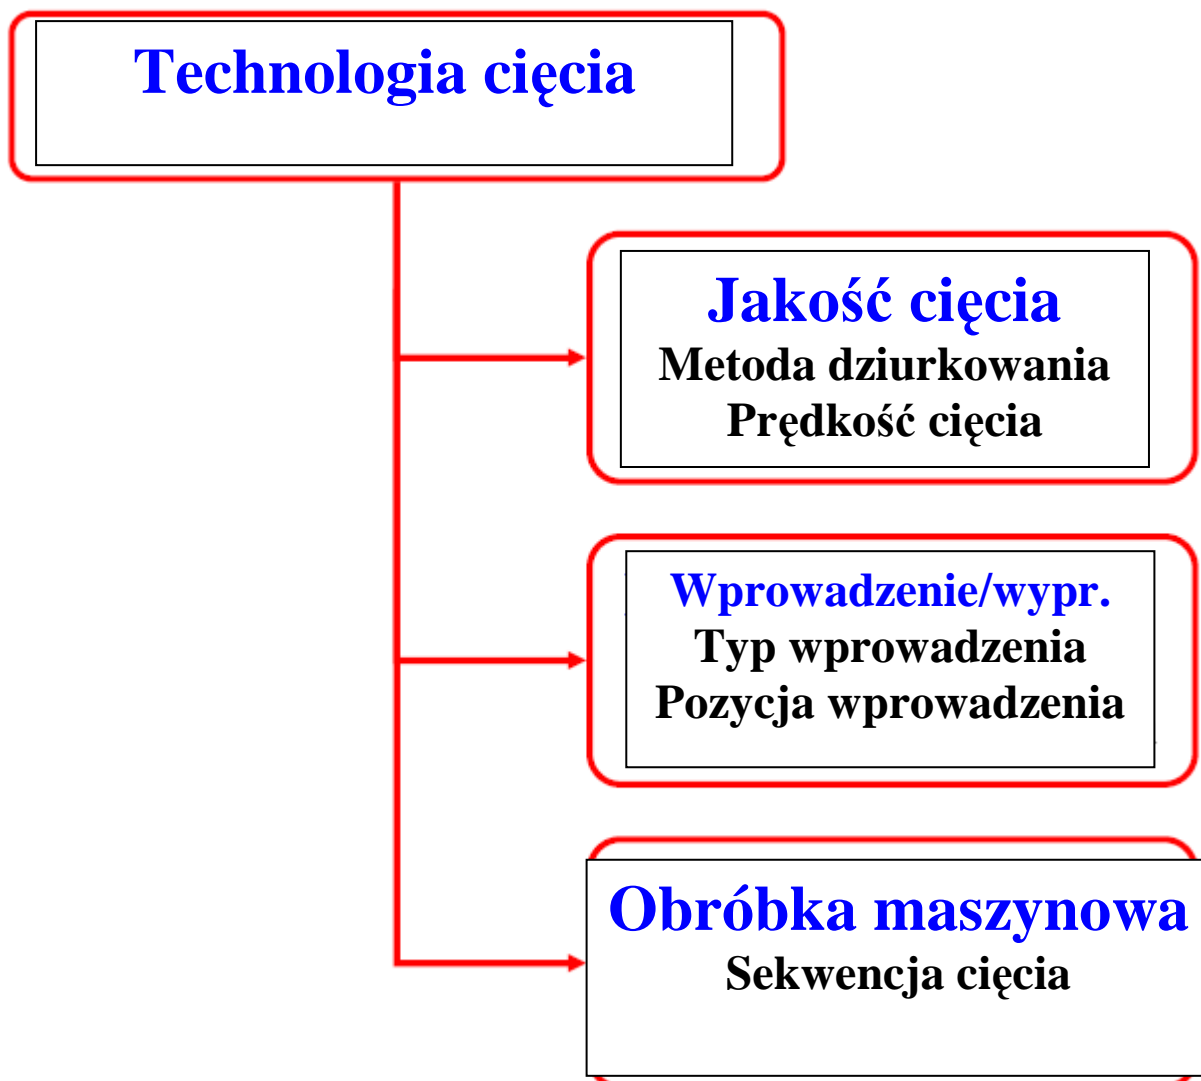 Technologia cięcia
Jakość cięcia
Metoda dziurkowania
Prędkość cięcia
Wprowadzenie/wypr.
Typ wprowadzenia
Pozycja wprowadzenia
Obróbka maszynowa
Sekwencja cięcia